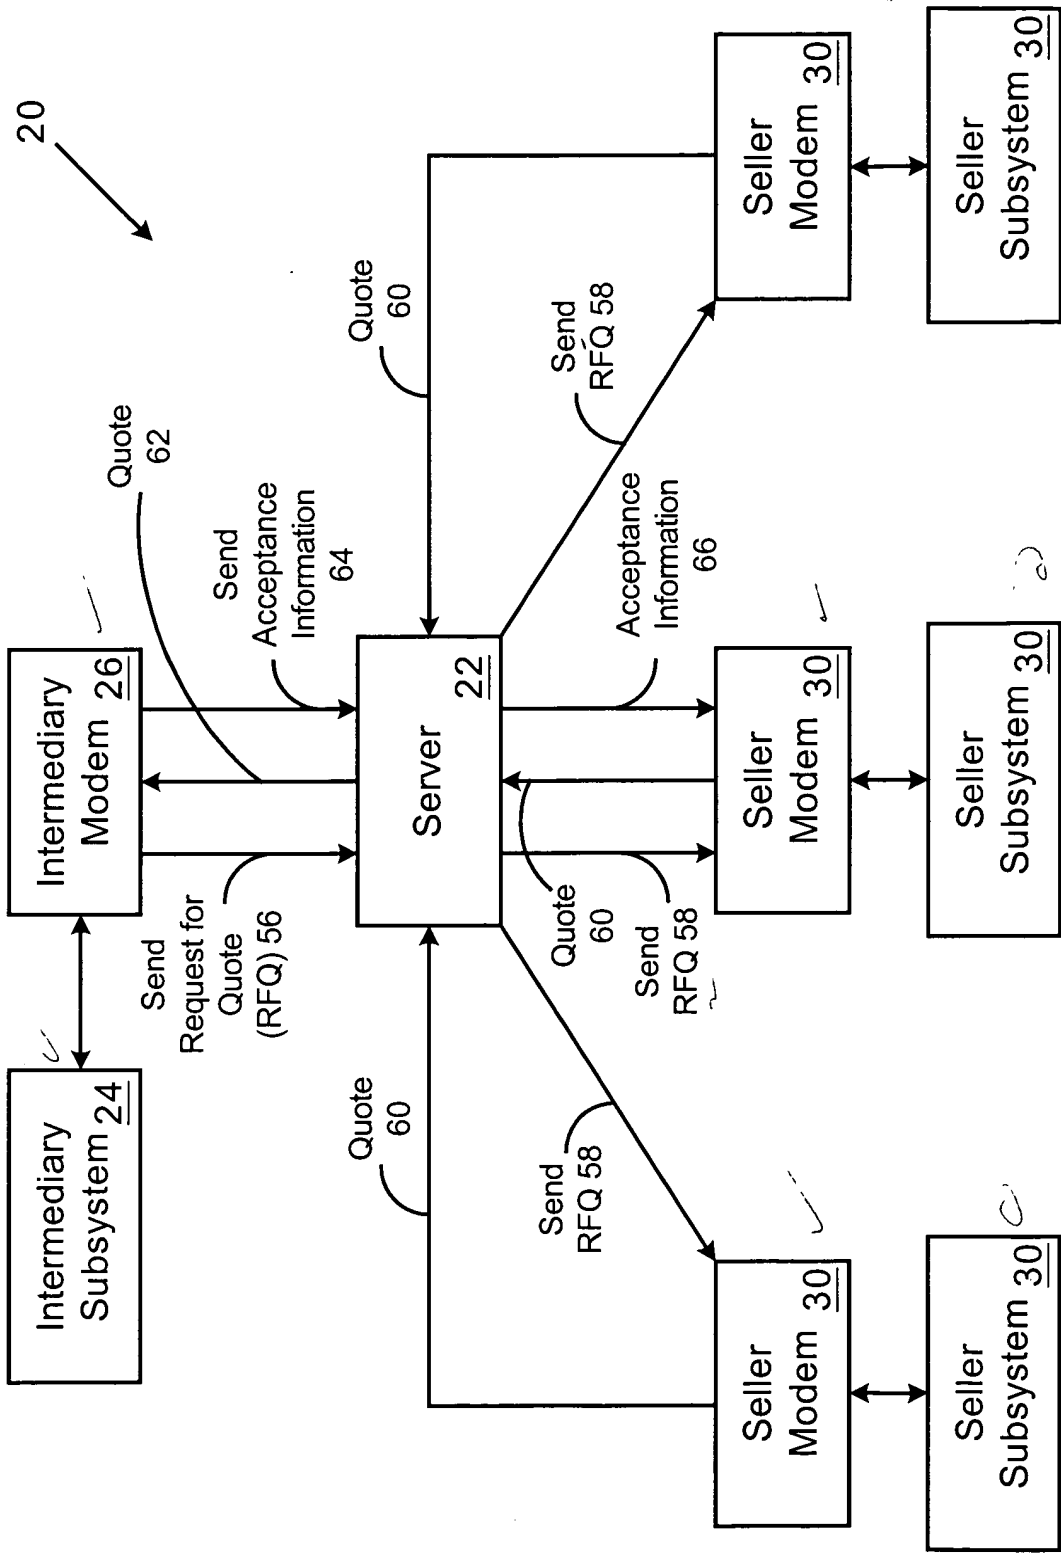 20
Intermediary
Subsystem 24
Intermediary
Modem 26
Quote
62
Send
Request for
Quote
(RFQ) 56
Send
Acceptance
Information
64
Quote
60
Quote
60
Server
22
Send
RFQ 58
Quote
60
Send
RFQ 58
Acceptance
Information
66
Send
RFQ 58
Seller
Modem 30
Seller
Modem 30
Seller
Modem 30
Seller
Subsystem 30
Seller
Subsystem 30
Seller
Subsystem 30